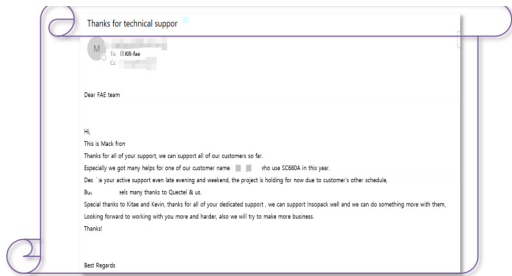 Thanks for technical suppor
M
To KR-fae
Cc
Dear FAE team
Hi,
This is Mack fron
Thanks for all of your support, we can support all of our customers so far.
Especially we got many helps for one of our customer name who use SC680A in this year.
your active support even late evening and weekend, the project is holding for now due to customer's other schedule,
many thanks to Quectel & us.
Special thanks to Kitae and Kevin, thanks for all of your dedicated support , we can support Insopack well and we can do something more with them,
Looking forward to working with you more and harder, also we will try to make more business.
Thanks!
Best Regards